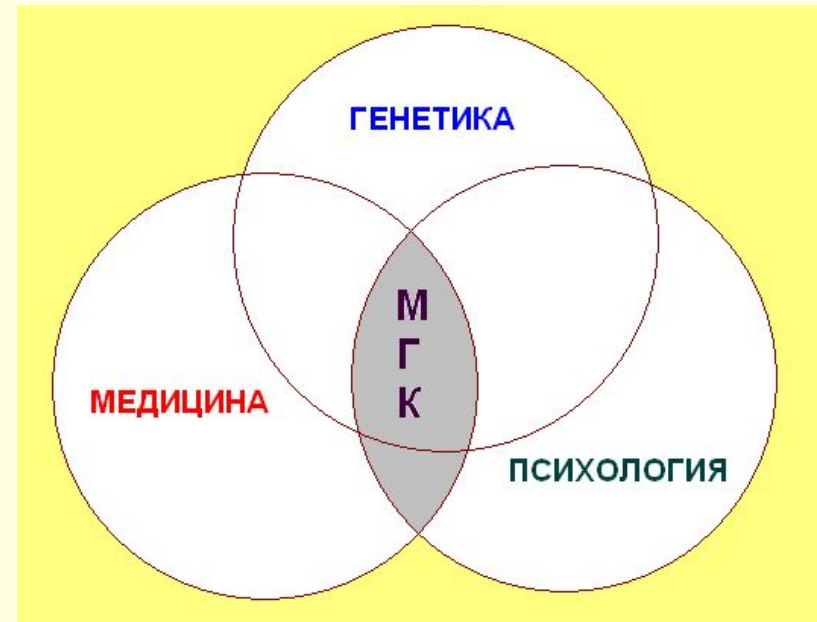 ГЕНЕТИКА
М
Г
К
МЕДИЦИНА
ПСИХОЛОГИЯ